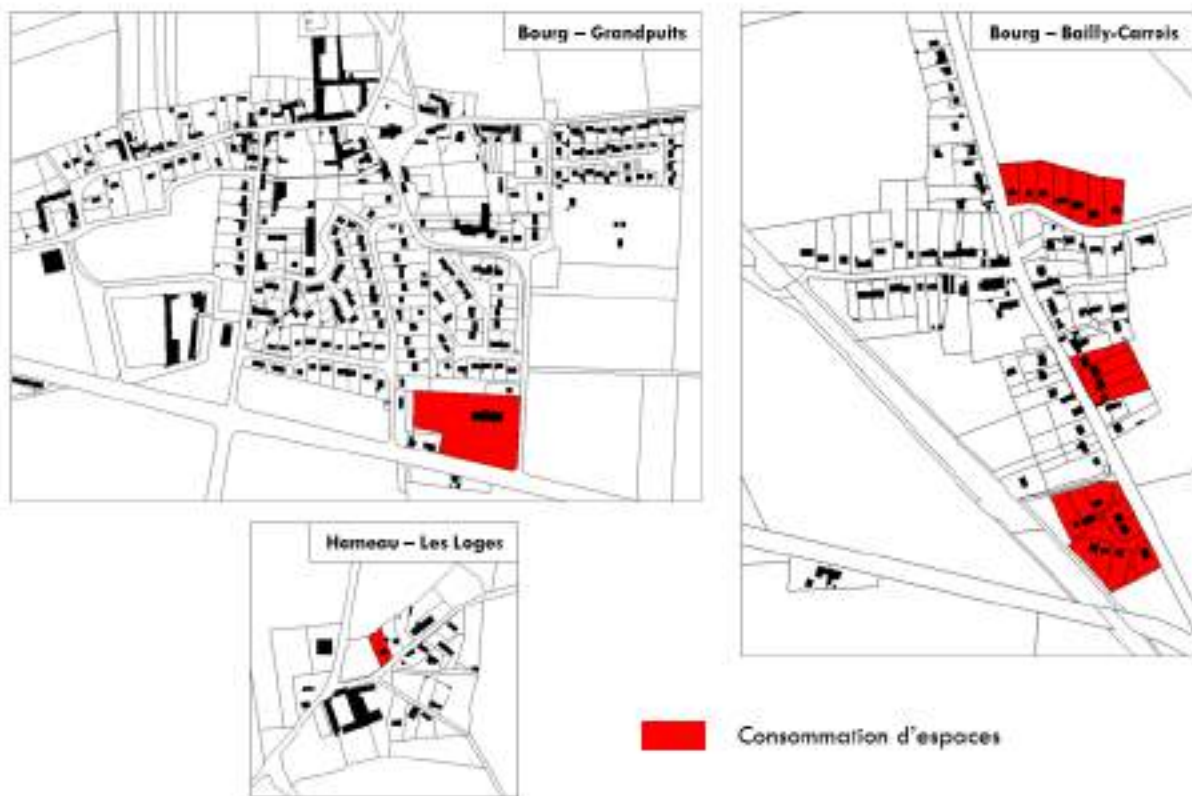 Bourg – Grandpuits
Bourg – Bailly-Carrois
Hameau – Les Loges
Consommation d'espaces